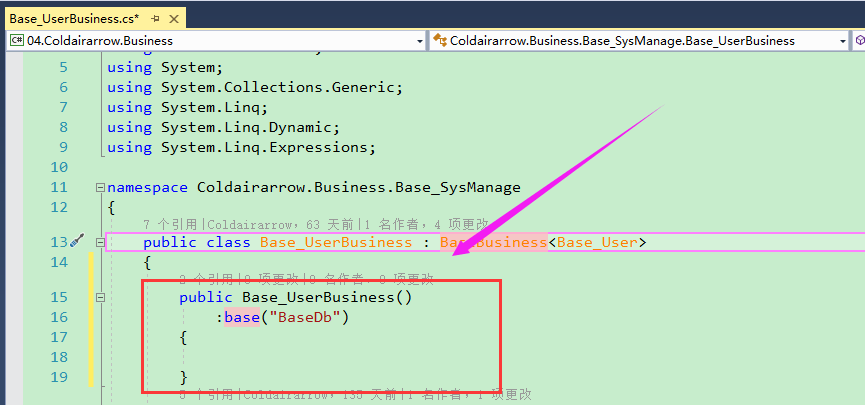 Base_UserBusiness.cs*
C# 04.Coldairarrow.Business
Coldairarrow.Business.Base_SysManage.Base_UserBusiness
5 using System;
6 using System.Collections.Generic;
7 using System.Linq;
8 using System.Linq.Dynamic;
9 using System.Linq.Expressions;
10
11 namespace Coldairarrow.Business.Base_SysManage
12 {
7 个引用|Coldairarrow，63 天前|1 名作者，4 项更改
13 public class Base_UserBusiness : BaseBusiness<Base_User>
14 {
2 个引用|0 项更改|0 名作者，0 项更改
15 public Base_UserBusiness()
16 :base("BaseDb")
17 {
18
19 }
个引用|Coldairarrow，135 天前|1 名作者，1 项更改